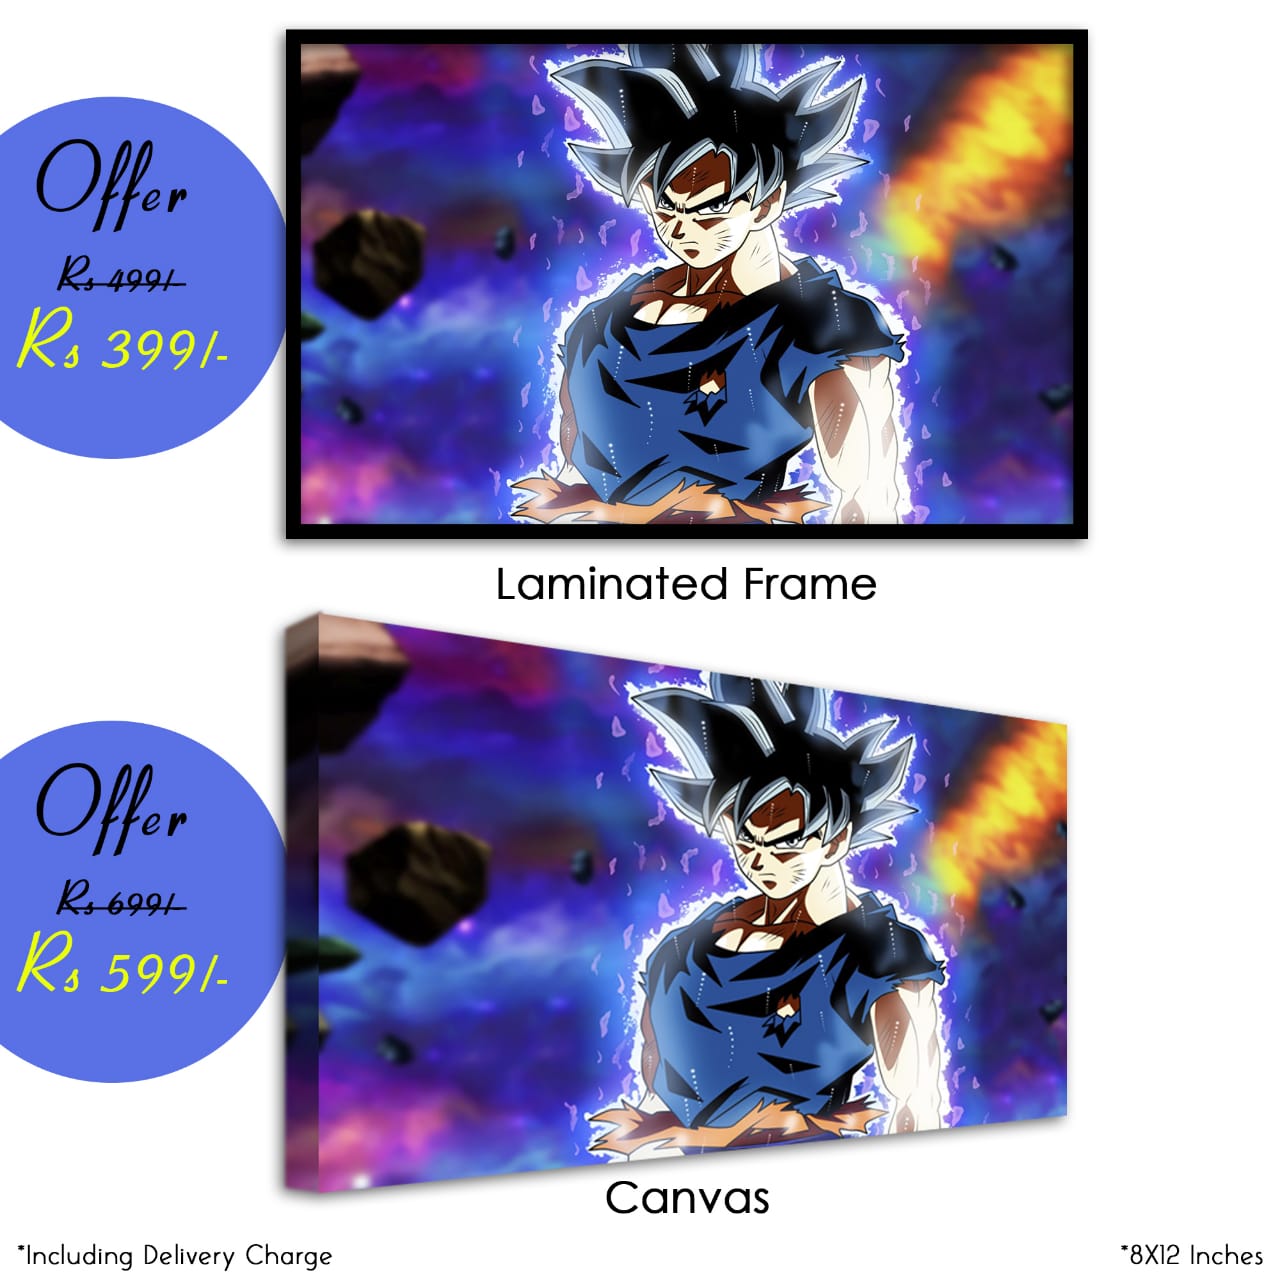 Offer
Rs 499/-
Rs 399/-
Laminated Frame
Offer
Rs 699/-
Rs 599/-
Canvas
*Including Delivery Charge
*8X12 Inches